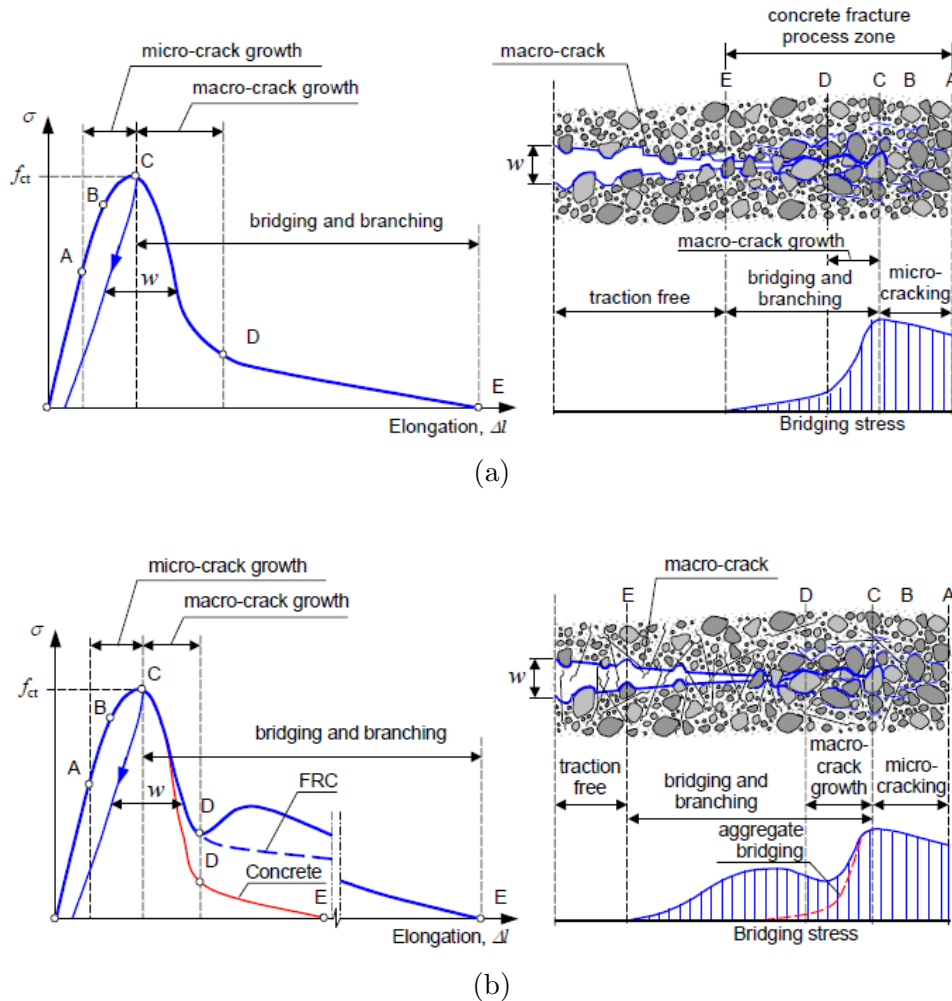 micro-crack growth
macro-crack growth
σ
f_ct
C
B
A
bridging and branching
w
D
E
Elongation, Δl
concrete fracture
process zone
macro-crack
E
D
C
B
A
w
macro-crack growth
traction free
bridging and
branching
micro-
cracking
Bridging stress
(a)
micro-crack growth
macro-crack growth
σ
f_ct
C
B
A
bridging and branching
w
D
FRC
D
Concrete
E
E
Elongation, Δl
macro-crack
E
D
C
B
A
w
traction
free
bridging and
branching
macro-
crack
growth
micro-
cracking
aggregate
bridging
Bridging stress
(b)